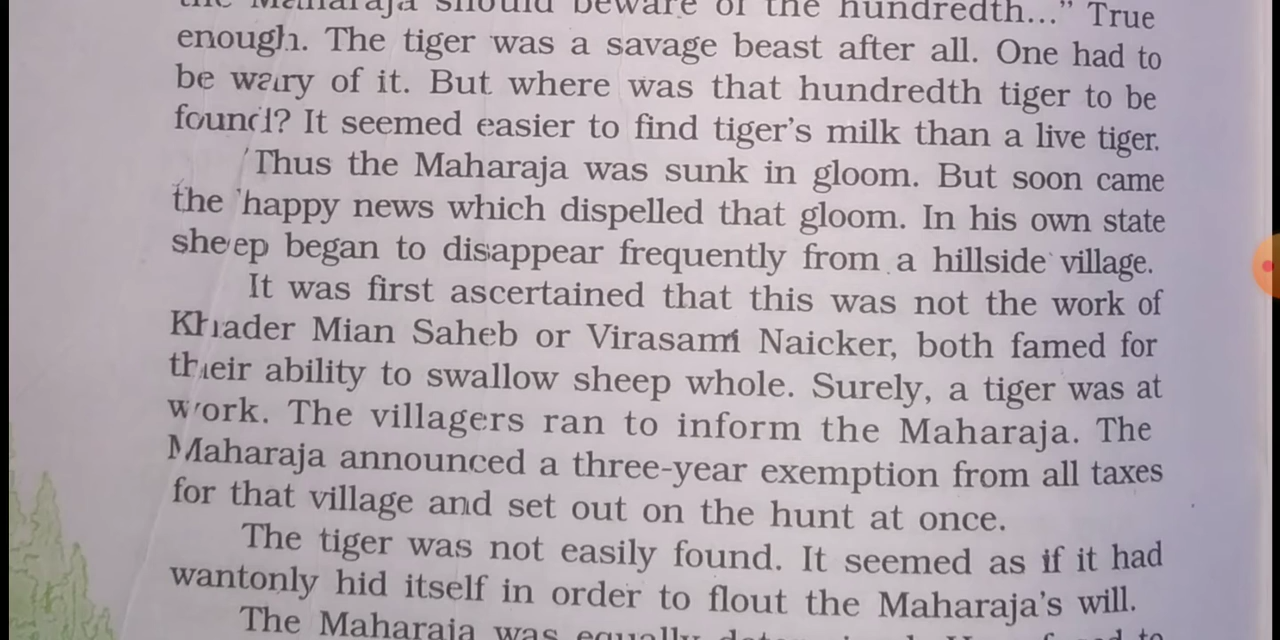 the Maharaja should beware of the hundredth..." True
enough. The tiger was a savage beast after all. One had to
be wary of it. But where was that hundredth tiger to be
found? It seemed easier to find tiger's milk than a live tiger.
Thus the Maharaja was sunk in gloom. But soon came
the happy news which dispelled that gloom. In his own state
sheep began to disappear frequently from a hillside village.
It was first ascertained that this was not the work of
Khader Mian Saheb or Virasami Naicker, both famed for
their ability to swallow sheep whole. Surely, a tiger was at
work. The villagers ran to inform the Maharaja. The
Maharaja announced a three-year exemption from all taxes
for that village and set out on the hunt at once.
The tiger was not easily found. It seemed as if it had
wantonly hid itself in order to flout the Maharaja's will.
The Maharaja was equally